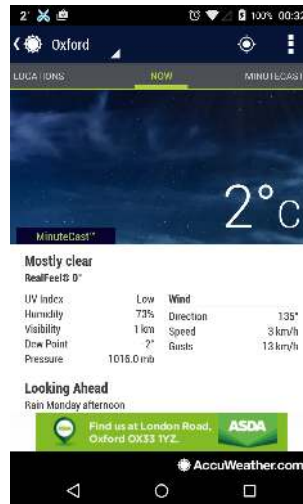 2° 100% 00:32
Oxford
LOCATIONS NOW MINUTECAST
2°C
MinuteCast™
Mostly clear
RealFeel® 0°
UV Index Low
Humidity 73%
Visibility 1 km
Dew Point 2°
Pressure 1016.0 mb
Wind
Direction 135°
Speed 3 km/h
Gusts 13 km/h
Looking Ahead
Rain Monday afternoon
Find us at London Road,
Oxford OX33 1YZ.
ASDA
AccuWeather.com